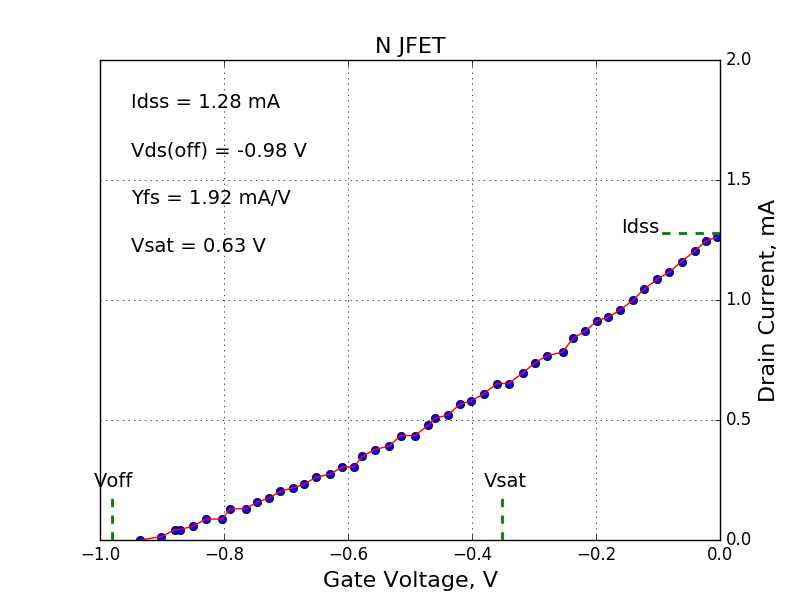 N JFET
Idss = 1.28 mA
Vds(off) = -0.98 V
Yfs = 1.92 mA/V
Vsat = 0.63 V
Idss
Voff
Vsat
2.0
1.5
1.0
0.5
0.0
Drain Current, mA
−1.0 −0.8 −0.6 −0.4 −0.2 0.0
Gate Voltage, V